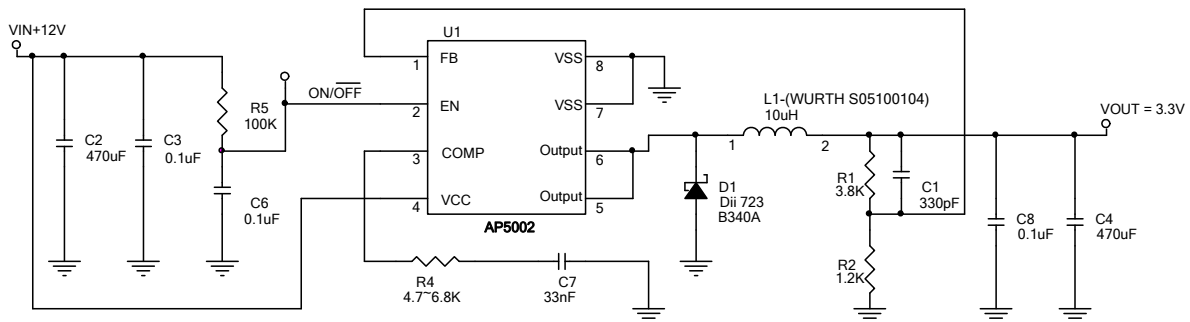 VIN+12V
U1
1
FB
VSS
8
ON/OFF
2
EN
VSS
7
R5
100K
L1-(WURTH S05100104)
10uH
1
2
VOUT = 3.3V
C2
470uF
C3
0.1uF
3
COMP
Output
6
C6
0.1uF
4
VCC
Output
5
AP5002
D1
Dii 723
B340A
R1
3.8K
C1
330pF
C8
0.1uF
C4
470uF
R4
4.7~6.8K
C7
33nF
R2
1.2K